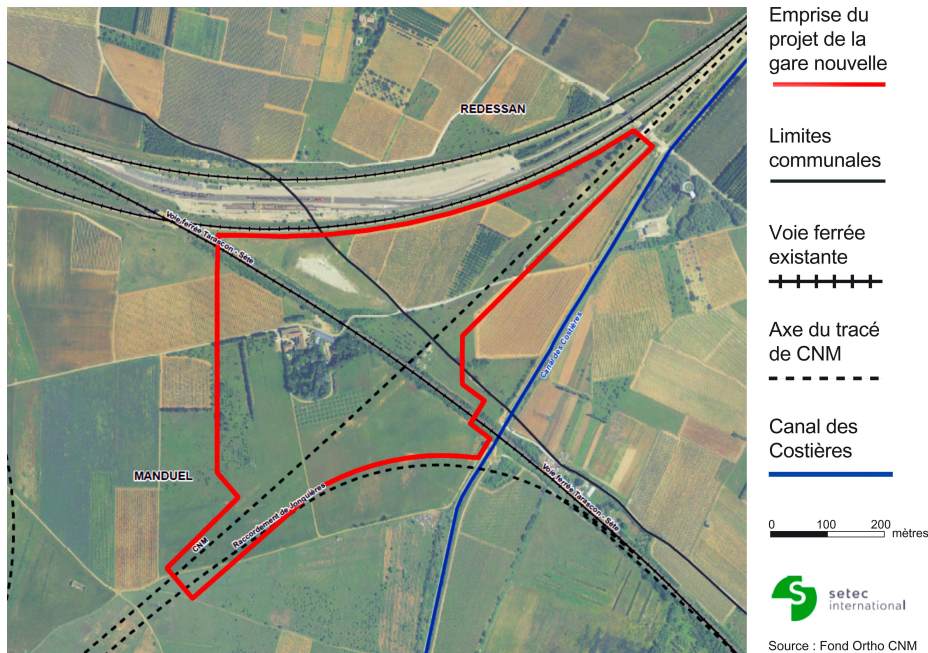 REDESSAN
Voie ferrée Tarascon - Sète
Canal des Costières
MANDUEL
CNM
Raccordement de Jonquières
Voie ferrée Tarascon - Sète
Emprise du
projet de la
gare nouvelle
Limites
communales
Voie ferrée
existante
Axe du tracé
de CNM
Canal des
Costières
0 100 200
mètres
setec
international
Source : Fond Ortho CNM